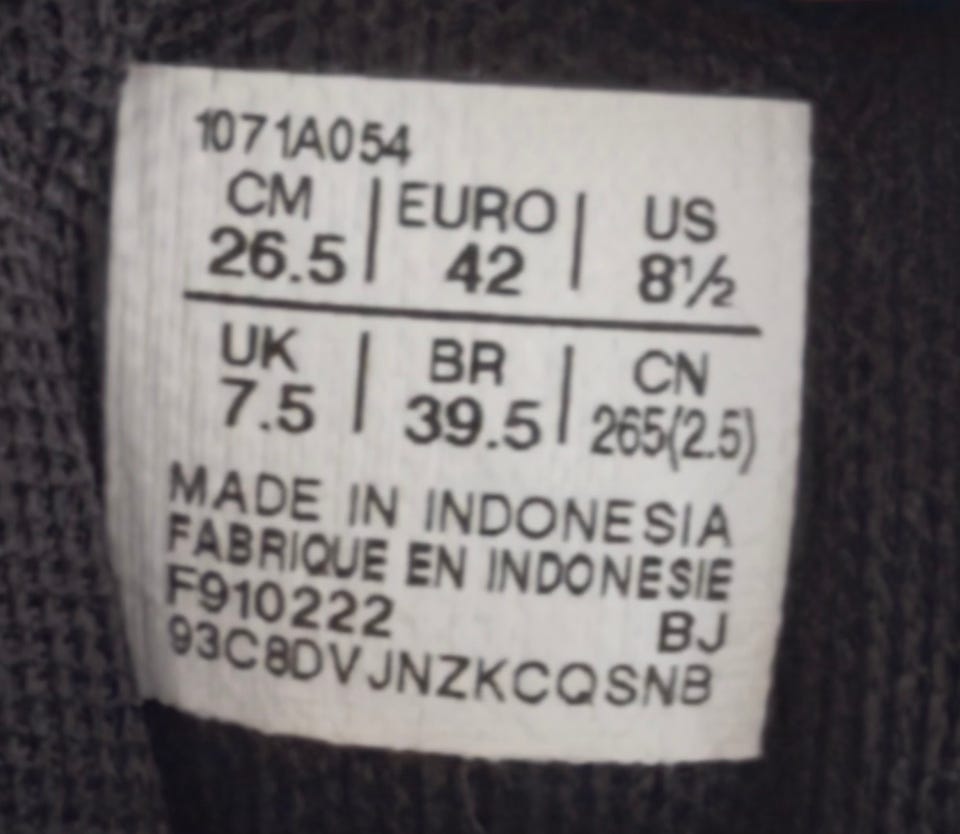 1071A054
CM | EURO | US
26.5 | 42 | 8½
UK | BR | CN
7.5 | 39.5 | 265(2.5)
MADE IN INDONESIA
FABRIQUE EN INDONESIE
F910222 BJ
93C8DVJNZKCQSNB